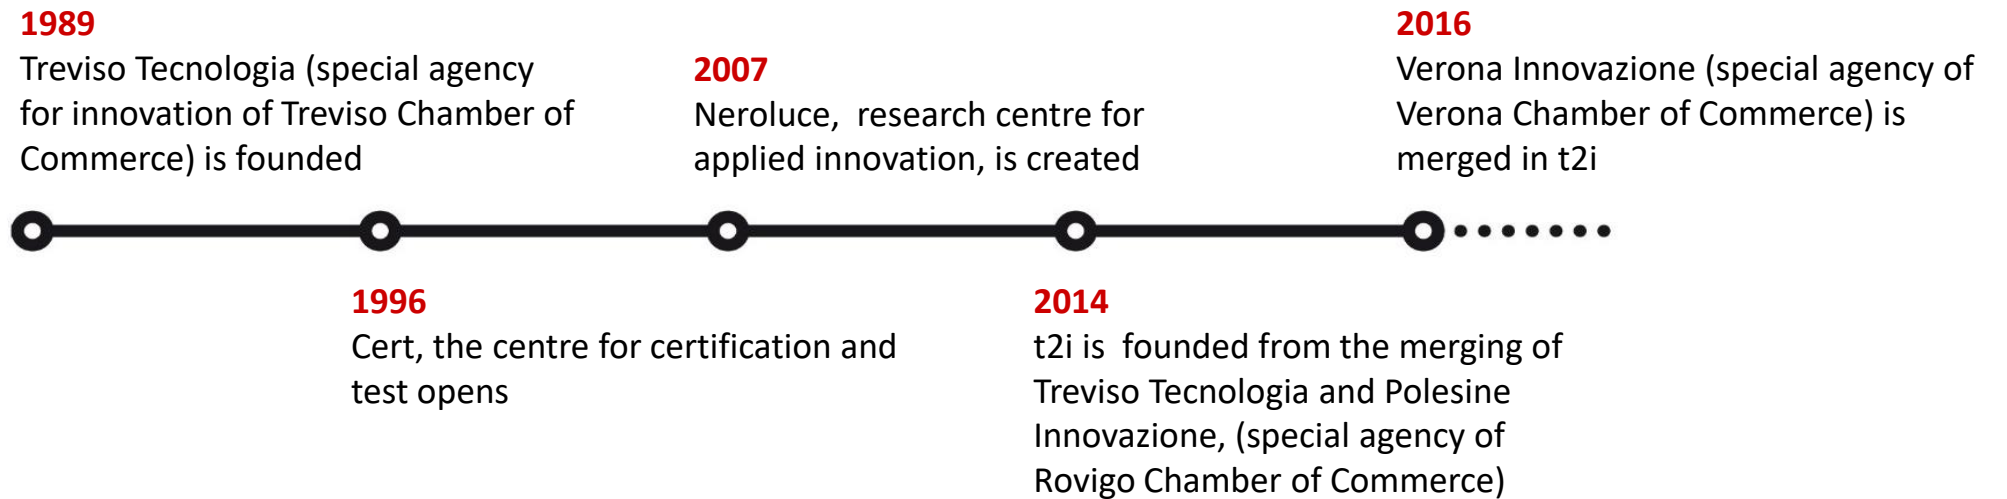 1989
Treviso Tecnologia (special agency
for innovation of Treviso Chamber of
Commerce) is founded
1996
Cert, the centre for certification and
test opens
2007
Neroluce,  research centre for
applied innovation, is created
2014
t2i is  founded from the merging of
Treviso Tecnologia and Polesine
Innovazione, (special agency of
Rovigo Chamber of Commerce)
2016
Verona Innovazione (special agency of
Verona Chamber of Commerce) is
merged in t2i